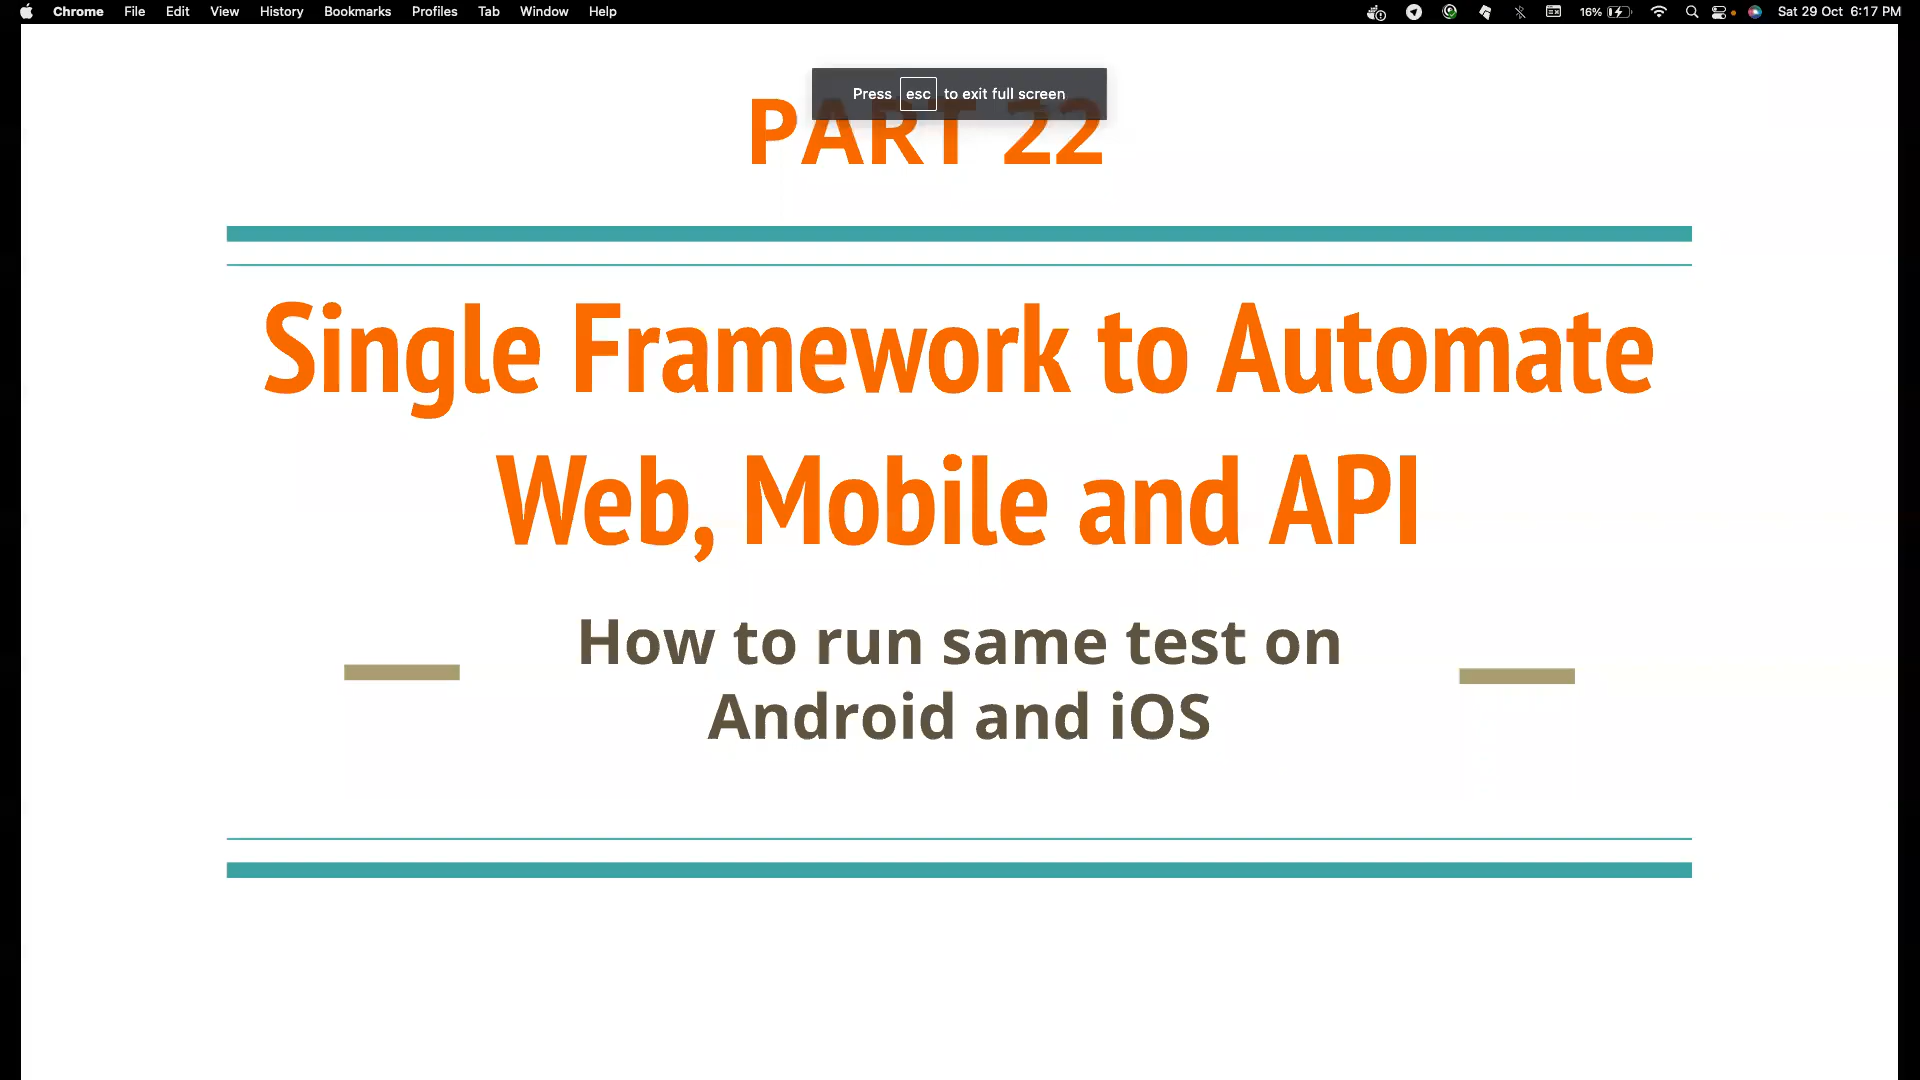 Chrome File Edit View History Bookmarks Profiles Tab Window Help 16% Sat 29 Oct 6:17 PM
Press esc to exit full screen
PART 22
Single Framework to Automate
Web, Mobile and API
How to run same test on
Android and iOS